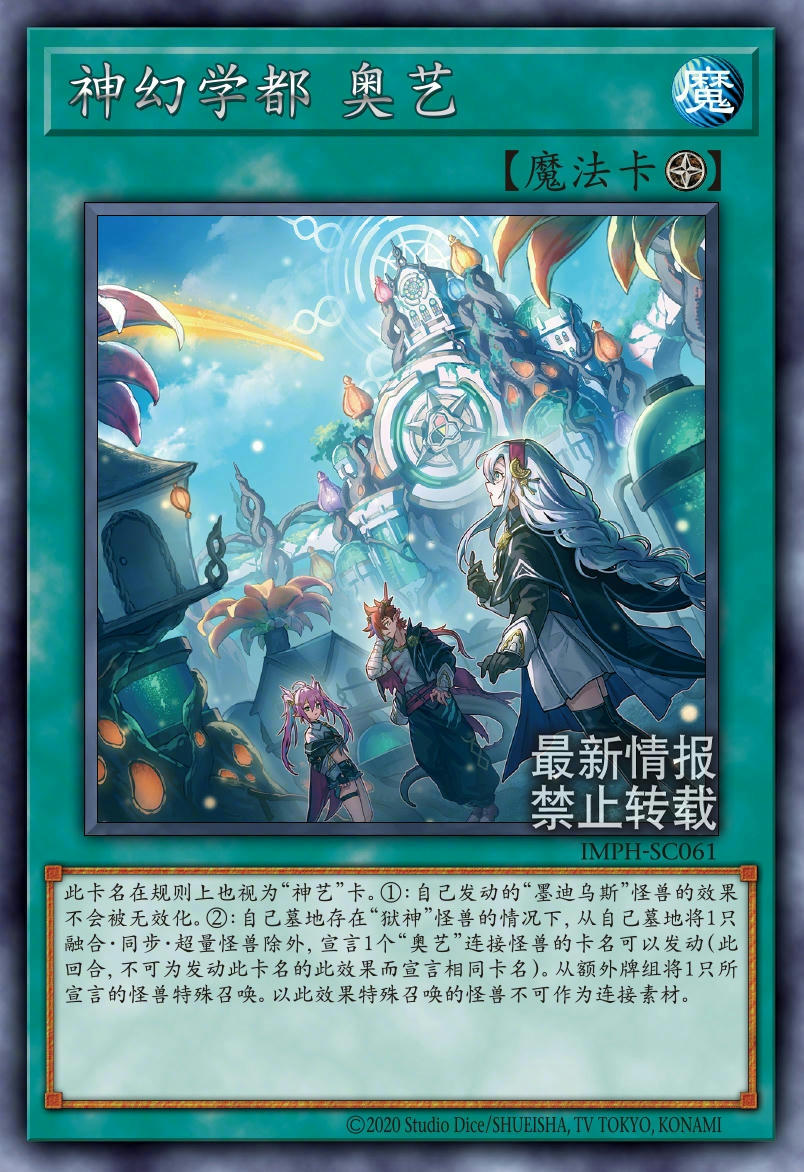 神幻学都 奥艺
魔
【魔法卡】
最新情报
禁止转载
IMPH-SC061
此卡名在规则上也视为“神艺”卡。①:自己发动的“墨迪乌斯”怪兽的效果
不会被无效化。②:自己墓地存在“狱神”怪兽的情况下,从自己墓地将1只
融合·同步·超量怪兽除外,宣言1个“奥艺”连接怪兽的卡名可以发动(此
回合,不可为发动此卡名的此效果而宣言相同卡名)。从额外牌组将1只所
宣言的怪兽特殊召唤。以此效果特殊召唤的怪兽不可作为连接素材。
©2020 Studio Dice/SHUEISHA, TV TOKYO, KONAMI